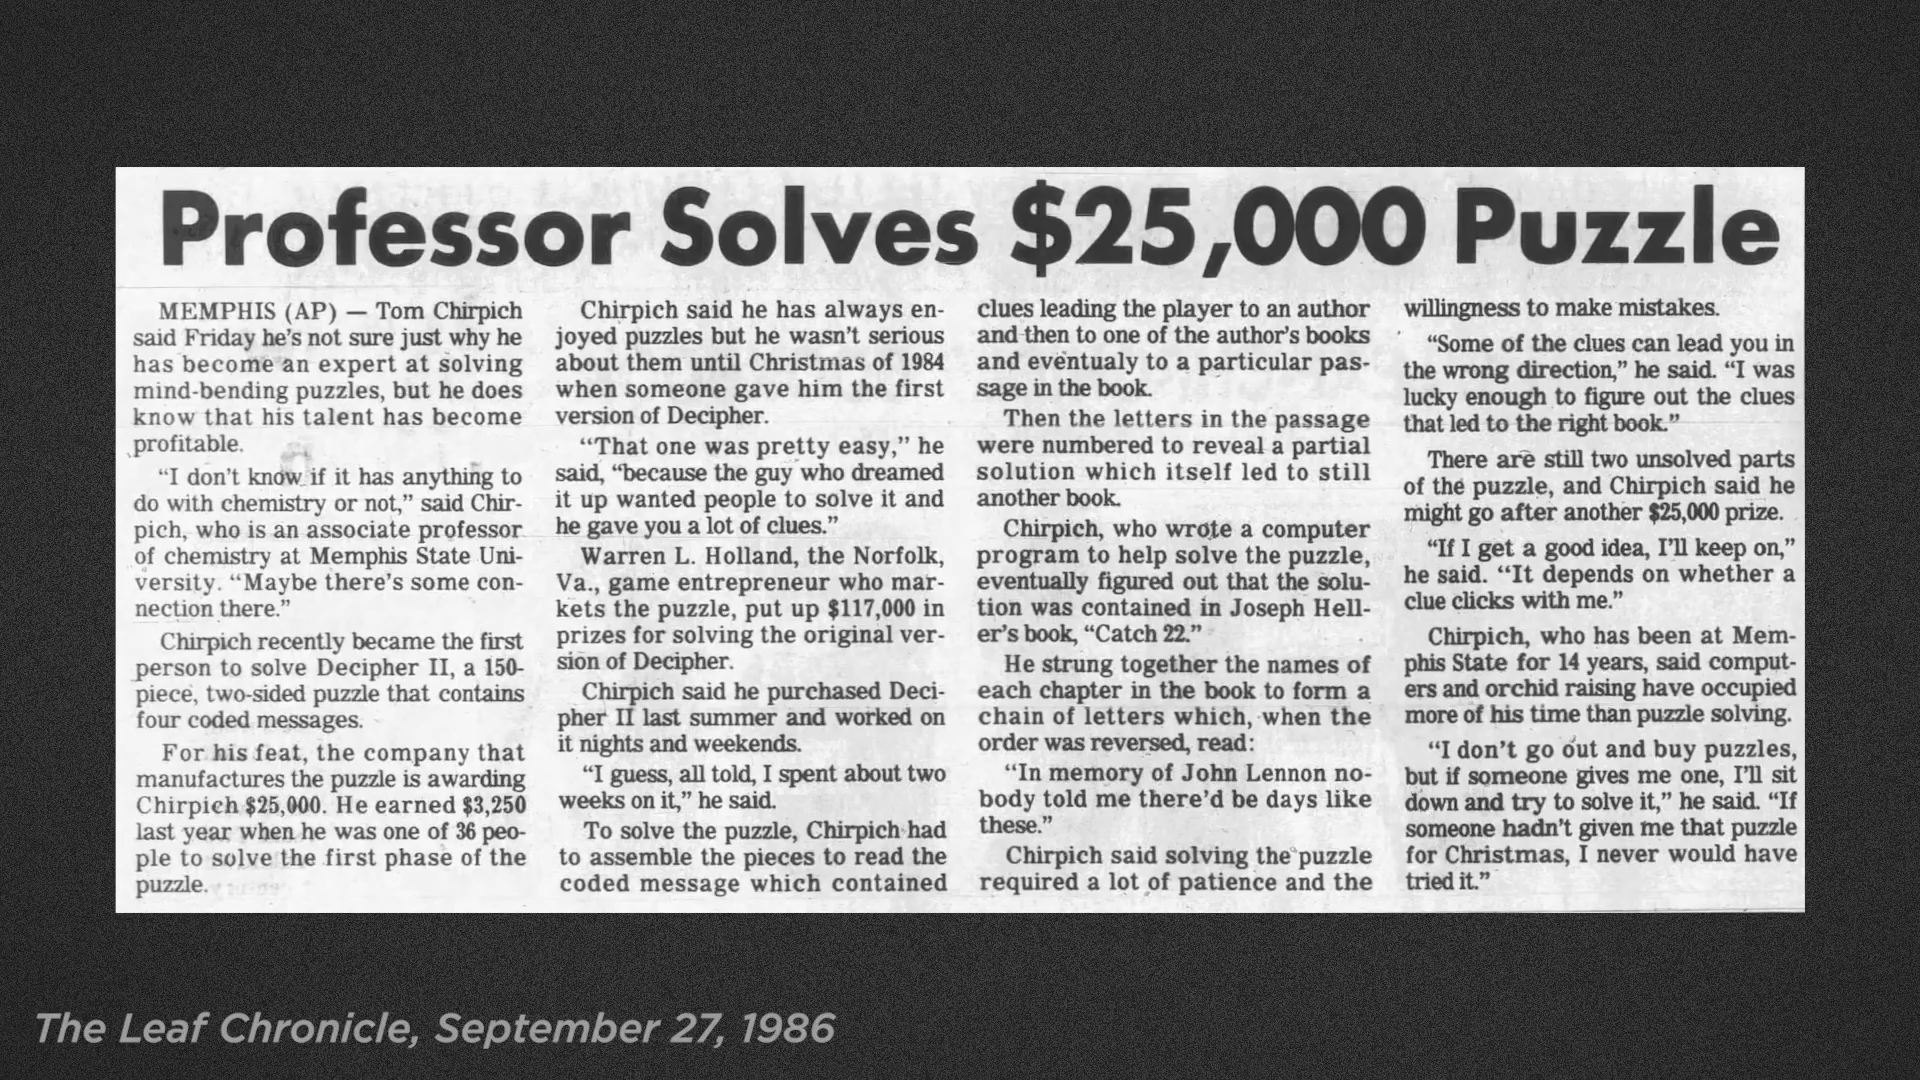 Professor Solves $25,000 Puzzle
MEMPHIS (AP) — Tom Chirpich
said Friday he's not sure just why he
has become an expert at solving
mind-bending puzzles, but he does
know that his talent has become
profitable.
“I don't know if it has anything to
do with chemistry or not,” said Chir-
pich, who is an associate professor
of chemistry at Memphis State Uni-
versity. “Maybe there's some con-
nection there.”
Chirpich recently became the first
person to solve Decipher II, a 150-
piece, two-sided puzzle that contains
four coded messages.
For his feat, the company that
manufactures the puzzle is awarding
Chirpich $25,000. He earned $3,250
last year when he was one of 36 peo-
ple to solve the first phase of the
puzzle.
Chirpich said he has always en-
joyed puzzles but he wasn't serious
about them until Christmas of 1984
when someone gave him the first
version of Decipher.
“That one was pretty easy,” he
said, “because the guy who dreamed
it up wanted people to solve it and
he gave you a lot of clues.”
Warren L. Holland, the Norfolk,
Va., game entrepreneur who mar-
kets the puzzle, put up $117,000 in
prizes for solving the original ver-
sion of Decipher.
Chirpich said he purchased Deci-
pher II last summer and worked on
it nights and weekends.
“I guess, all told, I spent about two
weeks on it,” he said.
To solve the puzzle, Chirpich had
to assemble the pieces to read the
coded message which contained
clues leading the player to an author
and then to one of the author's books
and eventualy to a particular pas-
sage in the book.
Then the letters in the passage
were numbered to reveal a partial
solution which itself led to still
another book.
Chirpich, who wrote a computer
program to help solve the puzzle,
eventually figured out that the solu-
tion was contained in Joseph Hell-
er's book, “Catch 22.”
He strung together the names of
each chapter in the book to form a
chain of letters which, when the
order was reversed, read:
“In memory of John Lennon no-
body told me there'd be days like
these.”
Chirpich said solving the puzzle
required a lot of patience and the
willingness to make mistakes.
“Some of the clues can lead you in
the wrong direction,” he said. “I was
lucky enough to figure out the clues
that led to the right book.”
There are still two unsolved parts
of the puzzle, and Chirpich said he
might go after another $25,000 prize.
“If I get a good idea, I'll keep on,”
he said. “It depends on whether a
clue clicks with me.”
Chirpich, who has been at Mem-
phis State for 14 years, said comput-
ers and orchid raising have occupied
more of his time than puzzle solving.
“I don't go out and buy puzzles,
but if someone gives me one, I'll sit
down and try to solve it,” he said. “If
someone hadn't given me that puzzle
for Christmas, I never would have
tried it.”
The Leaf Chronicle, September 27, 1986